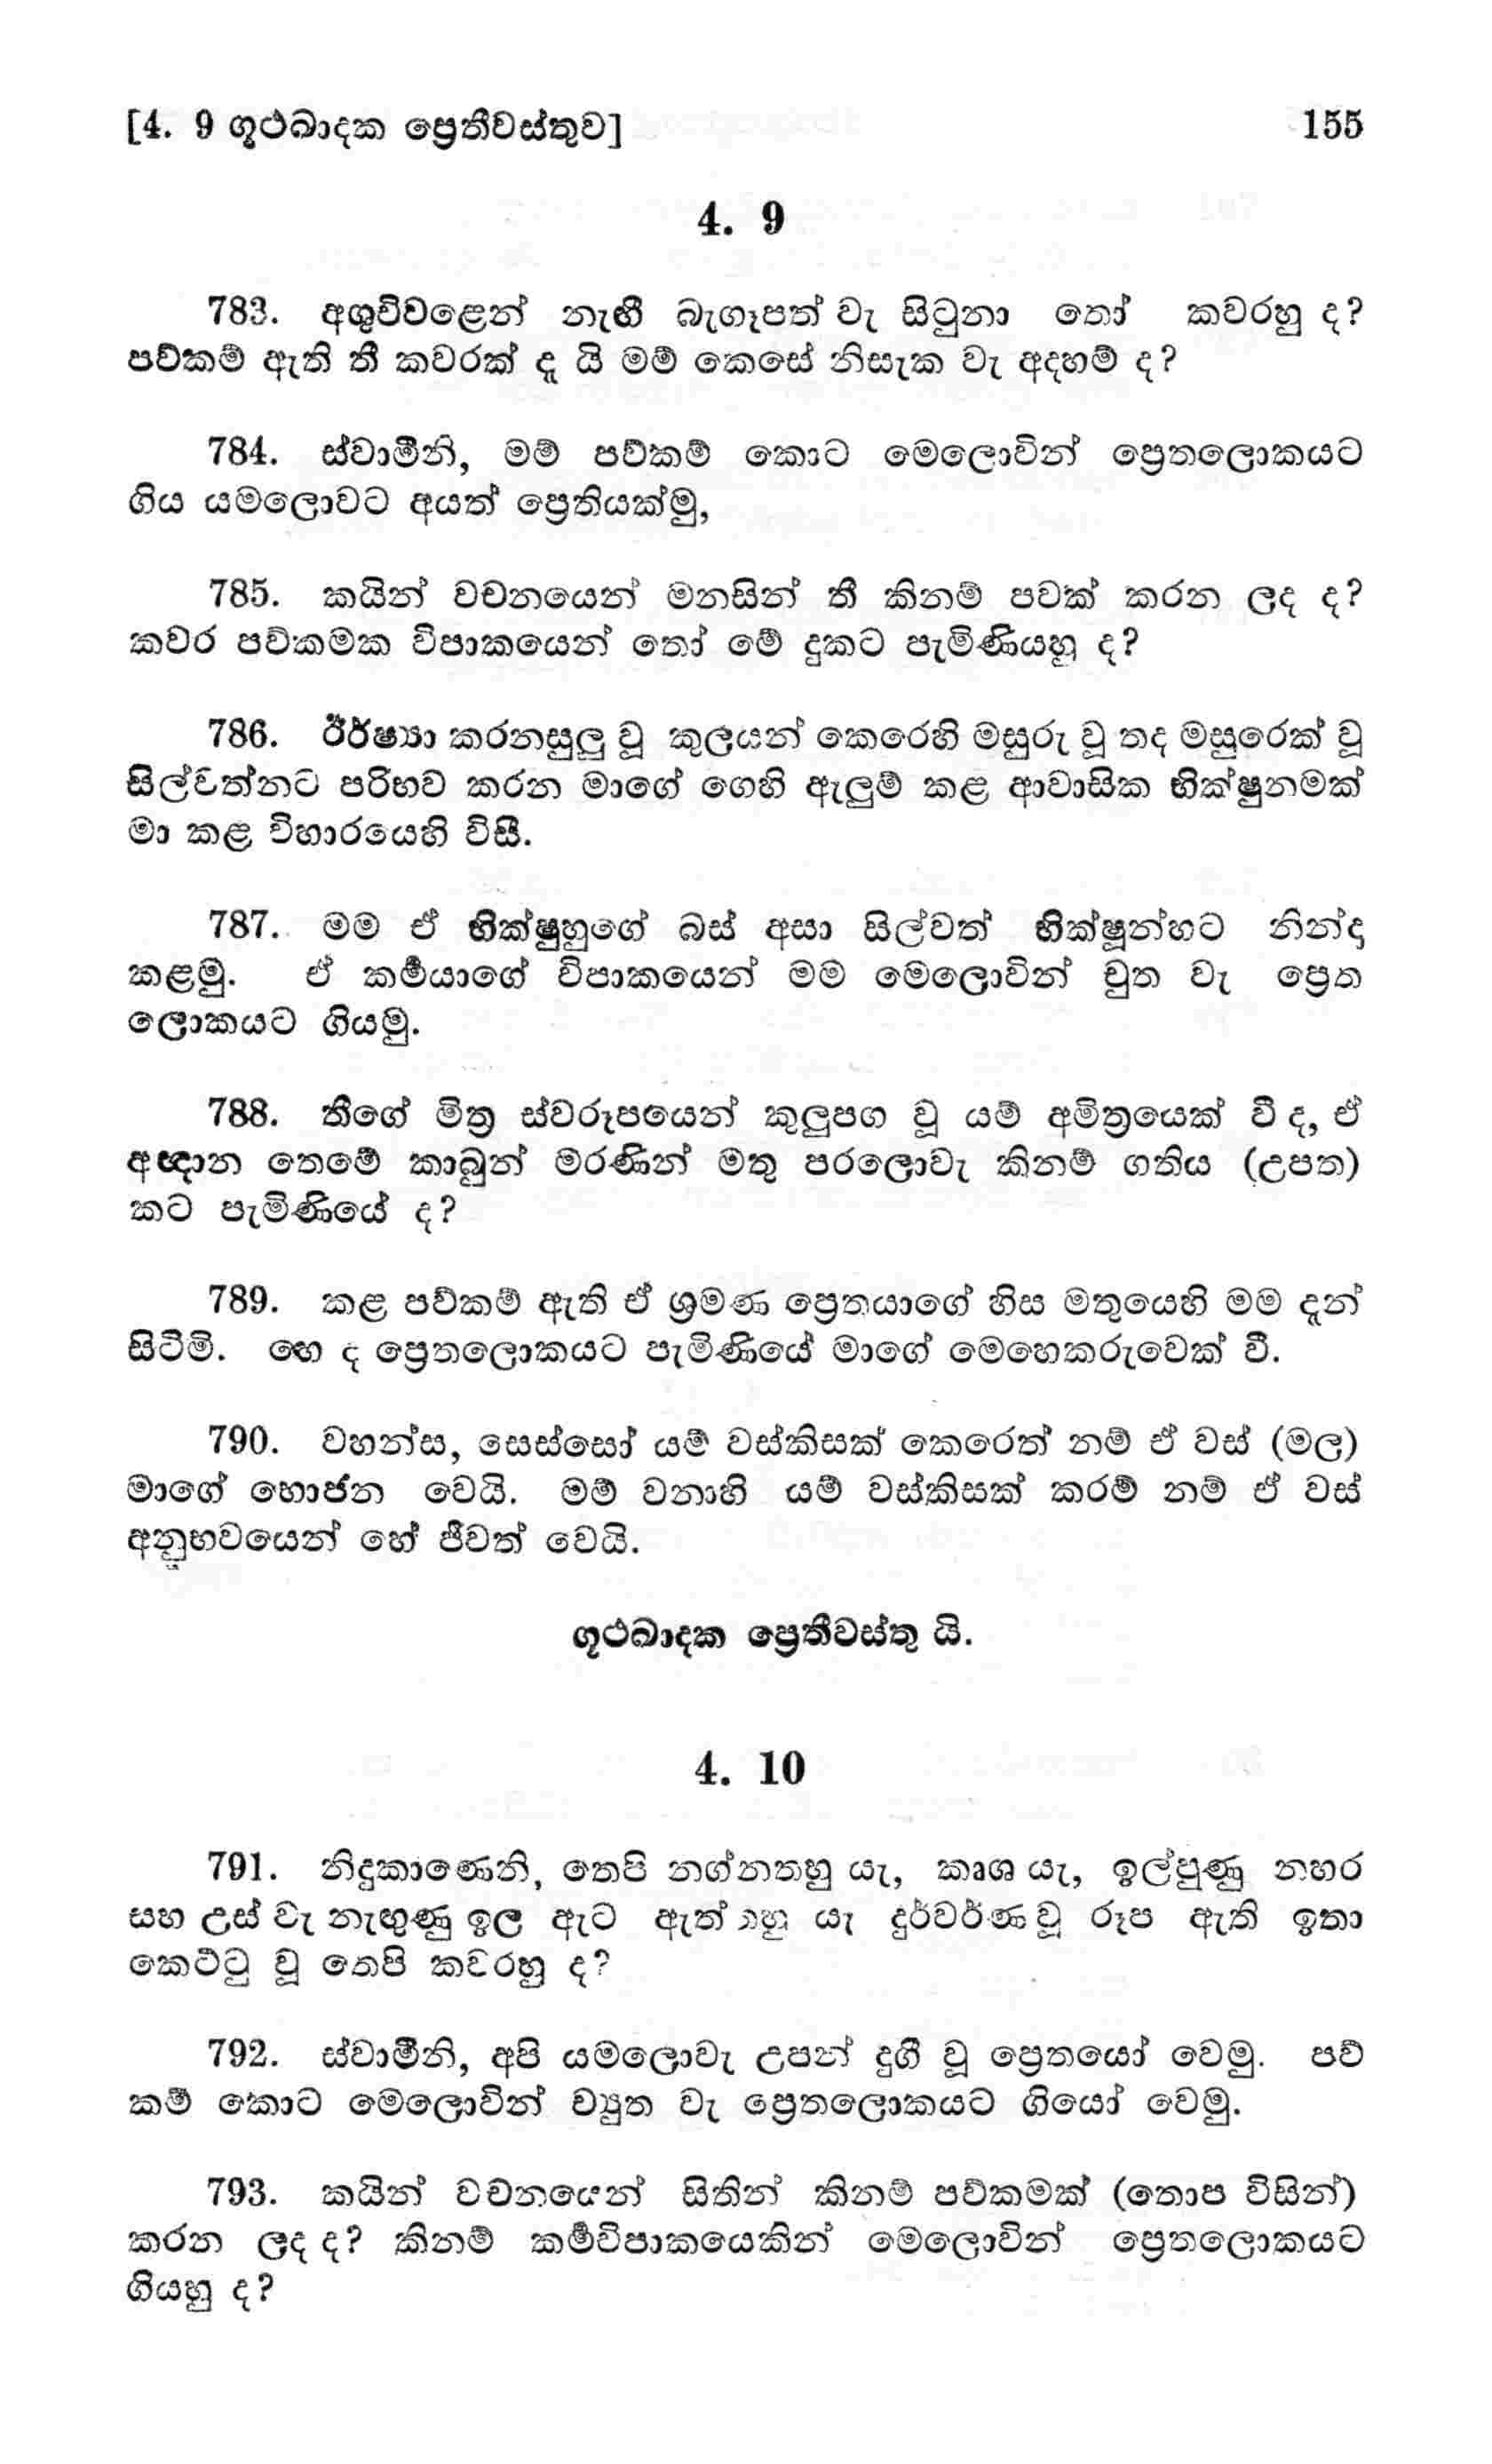 [4. 9 ගූථඛාදක ප්‍රෙතීවස්තුව] 155
4. 9
783. අශුචිවළෙන් නැඟී බැගෑපත් වැ සිටුනා තෝ කවරහු ද?
පව්කම් ඇති තී කවරක් දැ යි මම් කෙසේ නිසැක වැ අදහම් ද?
784. ස්වාමීනි, මම් පව්කම් කොට මෙලොවින් ප්‍රෙතලොකයට
ගිය යමලොවට අයත් ප්‍රෙතියක්මු,
785. කයින් වචනයෙන් මනසින් තී කිනම් පවක් කරන ලද ද?
කවර පව්කමක විපාකයෙන් තෝ මේ දුකට පැමිණියහු ද?
786. ඊර්ෂ්‍යා කරනසුලු වූ කුලයන් කෙරෙහි මසුරු වූ තද මසුරෙක් වූ
සිල්වත්නට පරිභව කරන මාගේ ගෙහි ඇලුම් කළ ආවාසික භික්ෂුනමක්
මා කළ විහාරයෙහි විසී.
787. මම ඒ භික්ෂුහුගේ බස් අසා සිල්වත් භික්ෂූන්හට නින්දා
කළමු. ඒ කර්‍මයාගේ විපාකයෙන් මම මෙලොවින් චුත වැ ප්‍රෙත
ලොකයට ගියමු.
788. තීගේ මිත්‍ර ස්වරූපයෙන් කුලුපග වූ යම් අමිත්‍රයෙක් වී ද, ඒ
අඥාන තෙමේ කාබුන් මරණින් මතු පරලොවැ කිනම් ගතිය (උපත)
කට පැමිණියේ ද?
789. කළ පව්කම් ඇති ඒ ශ්‍රමණ ප්‍රෙතයාගේ හිස මතුයෙහි මම දැන්
සිටිමි. හෙ ද ප්‍රෙතලොකයට පැමිණියේ මාගේ මෙහෙකරුවෙක් වී.
790. වහන්ස, සෙස්සෝ යම් වස්කිසක් කෙරෙත් නම් ඒ වස් (මල)
මාගේ භොජන වෙයි. මම් වනාහි යම් වස්කිසක් කරම් නම් ඒ වස්
අනුභවයෙන් හේ ජීවත් වෙයි.
ගූථඛාදක ප්‍රෙතීවස්තු යි.
4. 10
791. නිදුකාණෙනි, තෙපි නග්නතහු යැ, කෘශ යැ, ඉල්පුණු නහර
සහ උස් වැ නැඟුණු ඉල ඇට ඇත්තහු යැ දුර්වර්ණ වූ රූප ඇති ඉතා
කෙට්ටු වූ තෙපි කවරහු ද?
792. ස්වාමීනි, අපි යමලොවැ උපන් දුගී වූ ප්‍රෙතයෝ වෙමු. පව්
කම් කොට මෙලොවින් ච්‍යුත වැ ප්‍රෙතලොකයට ගියෝ වෙමු.
793. කයින් වචනයෙන් සිතින් කිනම් පව්කමක් (තොප විසින්)
කරන ලද ද? කිනම් කර්‍මවිපාකයෙකින් මෙලොවින් ප්‍රෙතලොකයට
ගියහු ද?